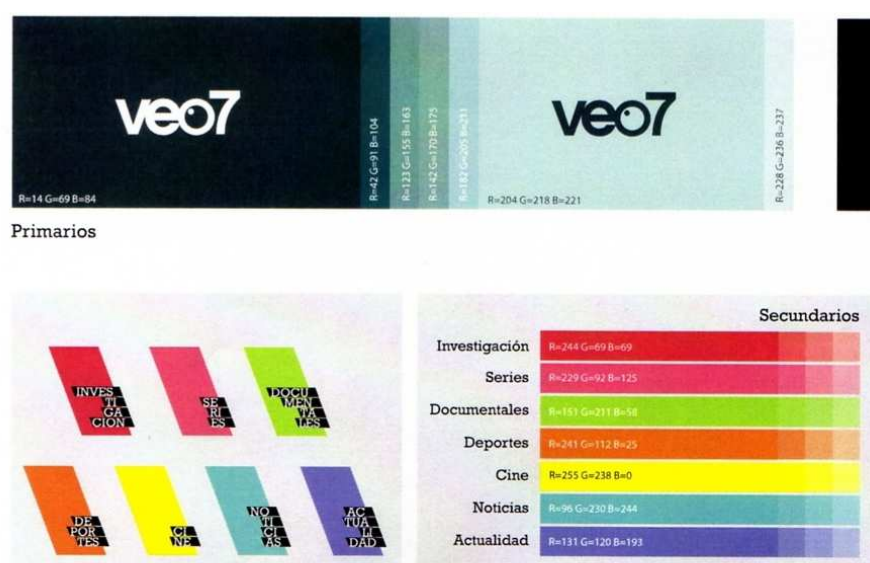 veo7
R=14 G=69 B=84
R=42 G=91 B=104
R=123 G=155 B=163
R=142 G=170 B=175
R=182 G=205 B=211
veo7
R=204 G=218 B=221
R=228 G=236 B=237
Primarios
INVES
TI
GA
CIÓN
SE
RI
ES
DOCU
MEN
TA
LES
DE
POR
TES
CI
NE
NO
TI
CI
AS
AC
TUA
LI
DAD
Secundarios
Investigación R=244 G=69 B=69
Series R=229 G=92 B=125
Documentales R=151 G=211 B=58
Deportes R=241 G=112 B=25
Cine R=255 G=238 B=0
Noticias R=96 G=230 B=244
Actualidad R=131 G=120 B=193